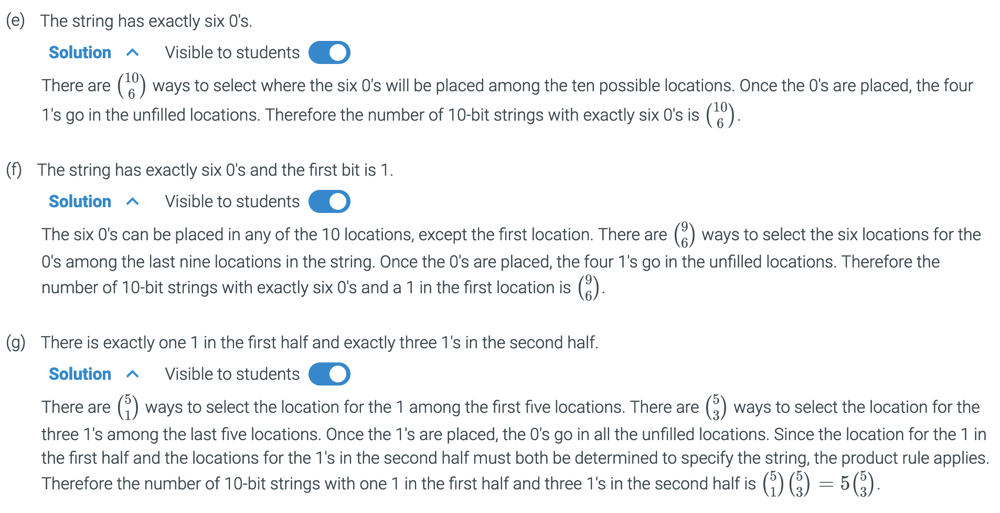 (e) The string has exactly six 0's.
Solution Visible to students
There are $\binom{10}{6}$ ways to select where the six 0's will be placed among the ten possible locations. Once the 0's are placed, the four
1's go in the unfilled locations. Therefore the number of 10-bit strings with exactly six 0's is $\binom{10}{6}$.
(f) The string has exactly six 0's and the first bit is 1.
Solution Visible to students
The six 0's can be placed in any of the 10 locations, except the first location. There are $\binom{9}{6}$ ways to select the six locations for the
0's among the last nine locations in the string. Once the 0's are placed, the four 1's go in the unfilled locations. Therefore the
number of 10-bit strings with exactly six 0's and a 1 in the first location is $\binom{9}{6}$.
(g) There is exactly one 1 in the first half and exactly three 1's in the second half.
Solution Visible to students
There are $\binom{5}{1}$ ways to select the location for the 1 among the first five locations. There are $\binom{5}{3}$ ways to select the location for the
three 1's among the last five locations. Once the 1's are placed, the 0's go in all the unfilled locations. Since the location for the 1 in
the first half and the locations for the 1's in the second half must both be determined to specify the string, the product rule applies.
Therefore the number of 10-bit strings with one 1 in the first half and three 1's in the second half is $\binom{5}{1}\binom{5}{3} = 5\binom{5}{3}$.